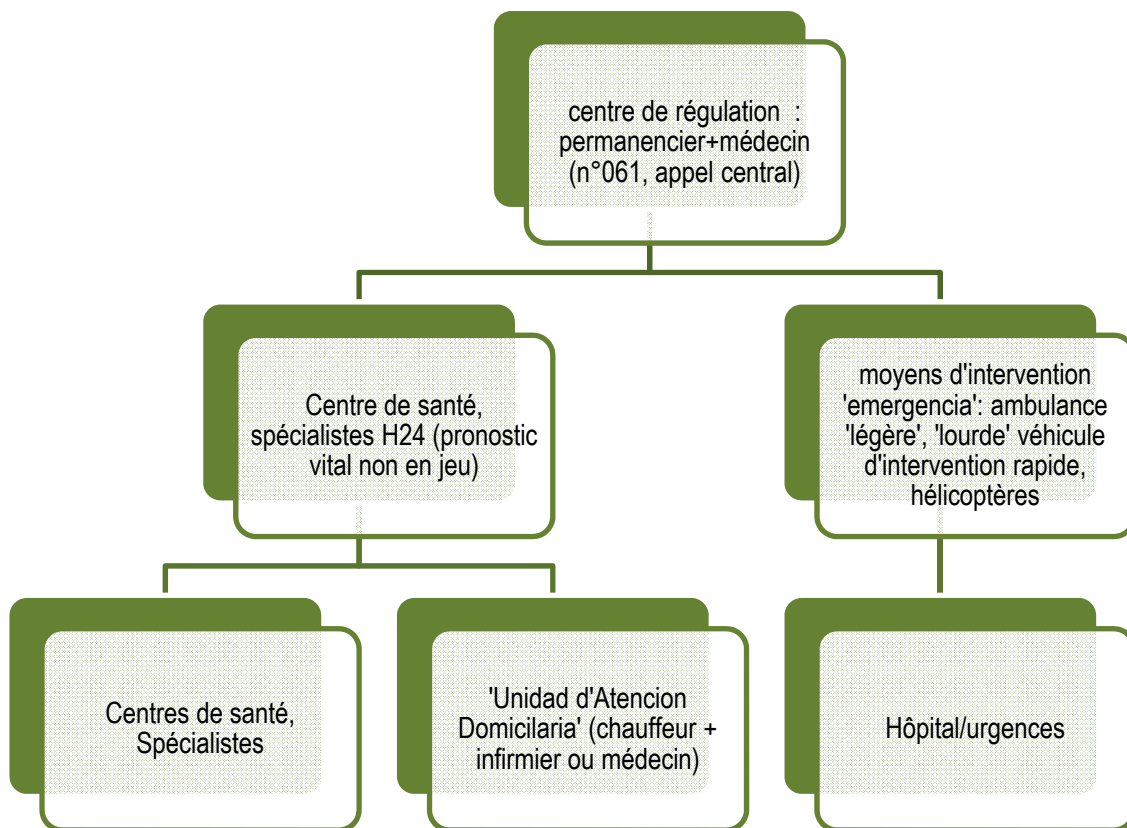 centre de régulation  :
permanencier+médecin
(n°061, appel central)
Centre de santé,
spécialistes H24 (pronostic
vital non en jeu)
moyens d'intervention
'emergencia': ambulance
'légère', 'lourde' véhicule
d'intervention rapide,
hélicoptères
Centres de santé,
Spécialistes
'Unidad d'Atencion
Domicilaria' (chauffeur +
infirmier ou médecin)
Hôpital/urgences